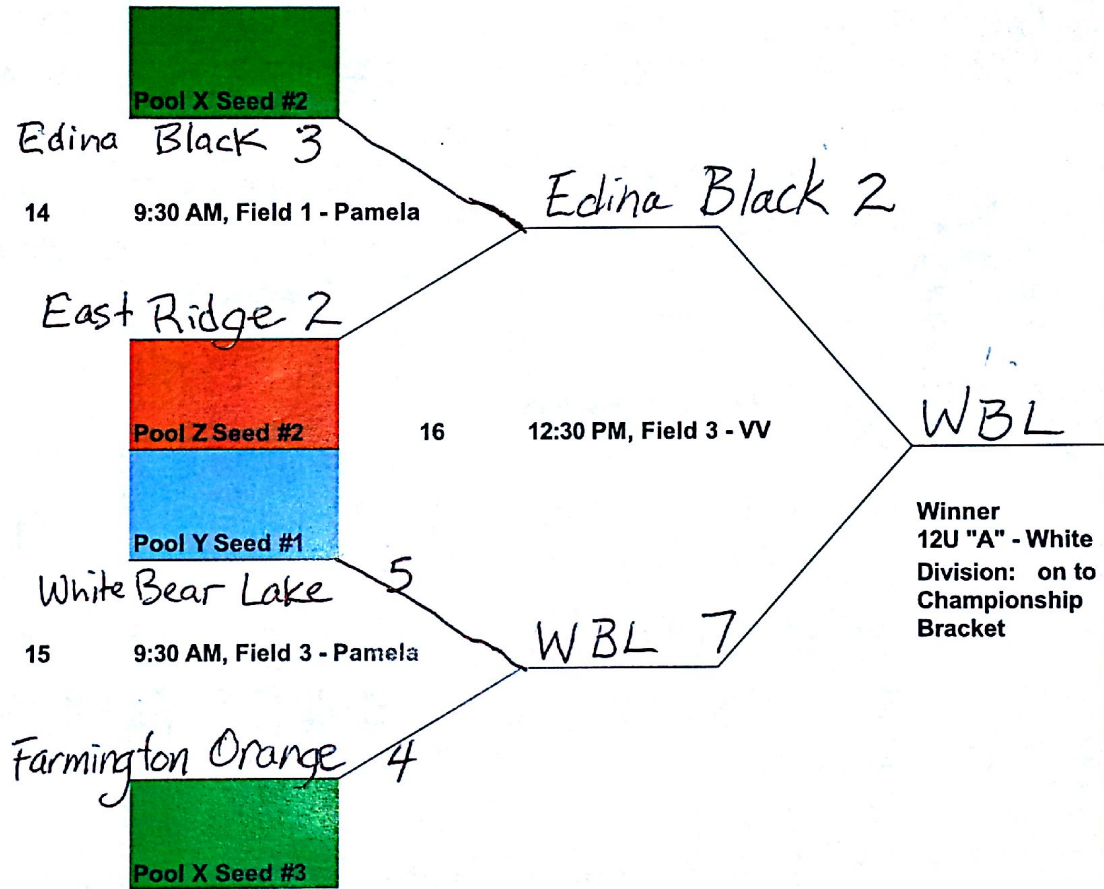 Pool X Seed #2
Edina Black 3
14 9:30 AM, Field 1 - Pamela
Edina Black 2
East Ridge 2
Pool Z Seed #2
16 12:30 PM, Field 3 - VV
WBL
Pool Y Seed #1
White Bear Lake 5
Winner
12U "A" - White
Division: on to
Championship
Bracket
15 9:30 AM, Field 3 - Pamela
WBL 7
Farmington Orange 4
Pool X Seed #3